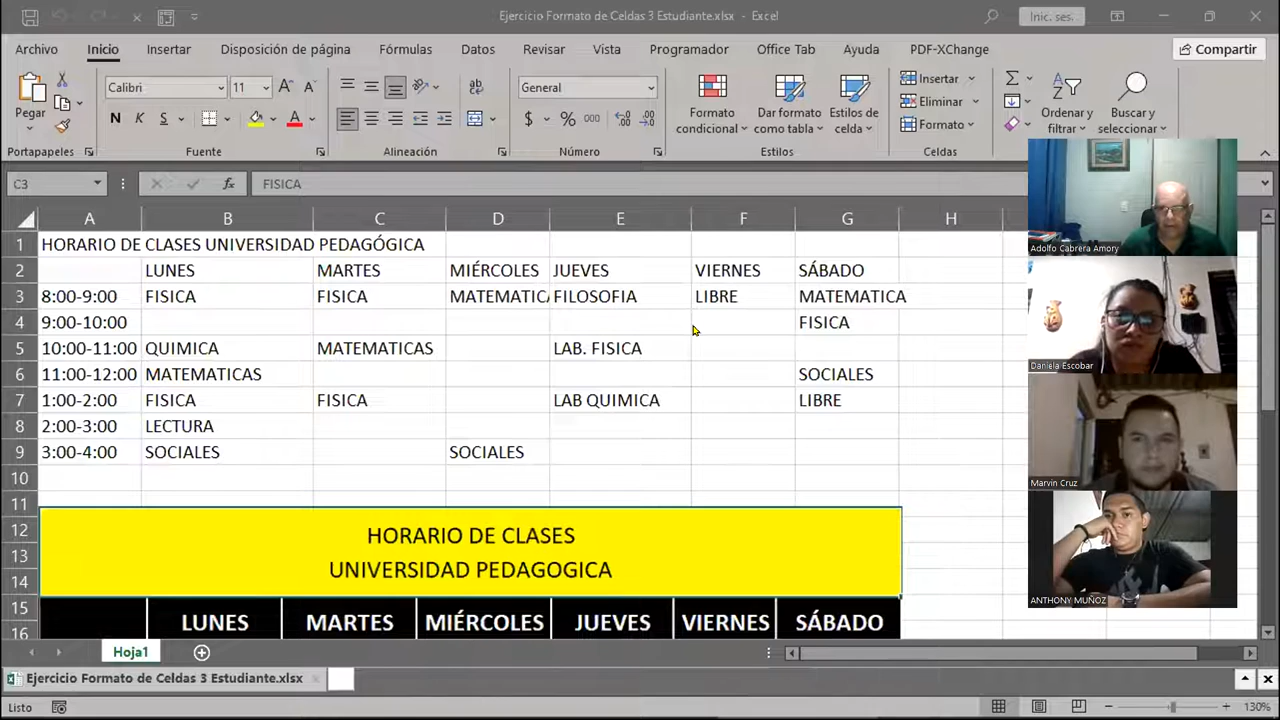 Ejercicio Formato de Celdas 3 Estudiante.xlsx - Excel
Inic. ses.
Archivo Inicio Insertar Disposición de página Fórmulas Datos Revisar Vista Programador Office Tab Ayuda PDF-XChange Compartir
Pegar
Calibri 11
N K S
General
$ % 000
Formato condicional
Dar formato como tabla
Estilos de celda
Insertar
Eliminar
Formato
Ordenar y filtrar
Buscar y seleccionar
Portapapeles Fuente Alineación Número Estilos Celdas
C3 fx FISICA
A B C D E F G H
1 HORARIO DE CLASES UNIVERSIDAD PEDAGÓGICA
2 LUNES MARTES MIÉRCOLES JUEVES VIERNES SÁBADO
3 8:00-9:00 FISICA FISICA MATEMATICA FILOSOFIA LIBRE MATEMATICA
4 9:00-10:00 FISICA
5 10:00-11:00 QUIMICA MATEMATICAS LAB. FISICA
6 11:00-12:00 MATEMATICAS SOCIALES
7 1:00-2:00 FISICA FISICA LAB QUIMICA LIBRE
8 2:00-3:00 LECTURA
9 3:00-4:00 SOCIALES SOCIALES
10
11
12 HORARIO DE CLASES
13 UNIVERSIDAD PEDAGOGICA
14
15 LUNES MARTES MIÉRCOLES JUEVES VIERNES SÁBADO
16
Adolfo Cabrera Amory
Daniela Escobar
Marvin Cruz
ANTHONY MUÑOZ
Hoja1
Ejercicio Formato de Celdas 3 Estudiante.xlsx
Listo
130%